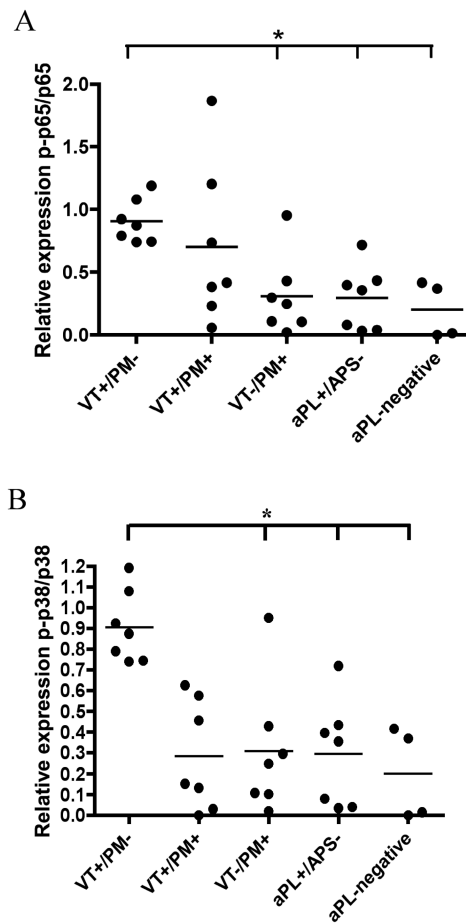 A
*
Relative expression p-p65/p65
2.0
1.5
1.0
0.5
0.0
VT+/PM-
VT+/PM+
VT-/PM+
aPL+/APS-
aPL-negative
B
*
Relative expression p-p38/p38
1.2
1.1
1.0
0.9
0.8
0.7
0.6
0.5
0.4
0.3
0.2
0.1
0.0
VT+/PM-
VT+/PM+
VT-/PM+
aPL+/APS-
aPL-negative